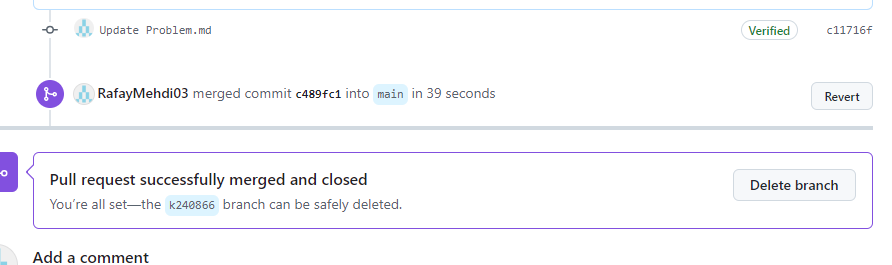 Update Problem.md Verified c11716f
RafayMehdi03 merged commit c489fc1 into main in 39 seconds Revert
Pull request successfully merged and closed
You’re all set—the k240866 branch can be safely deleted.
Delete branch
Add a comment